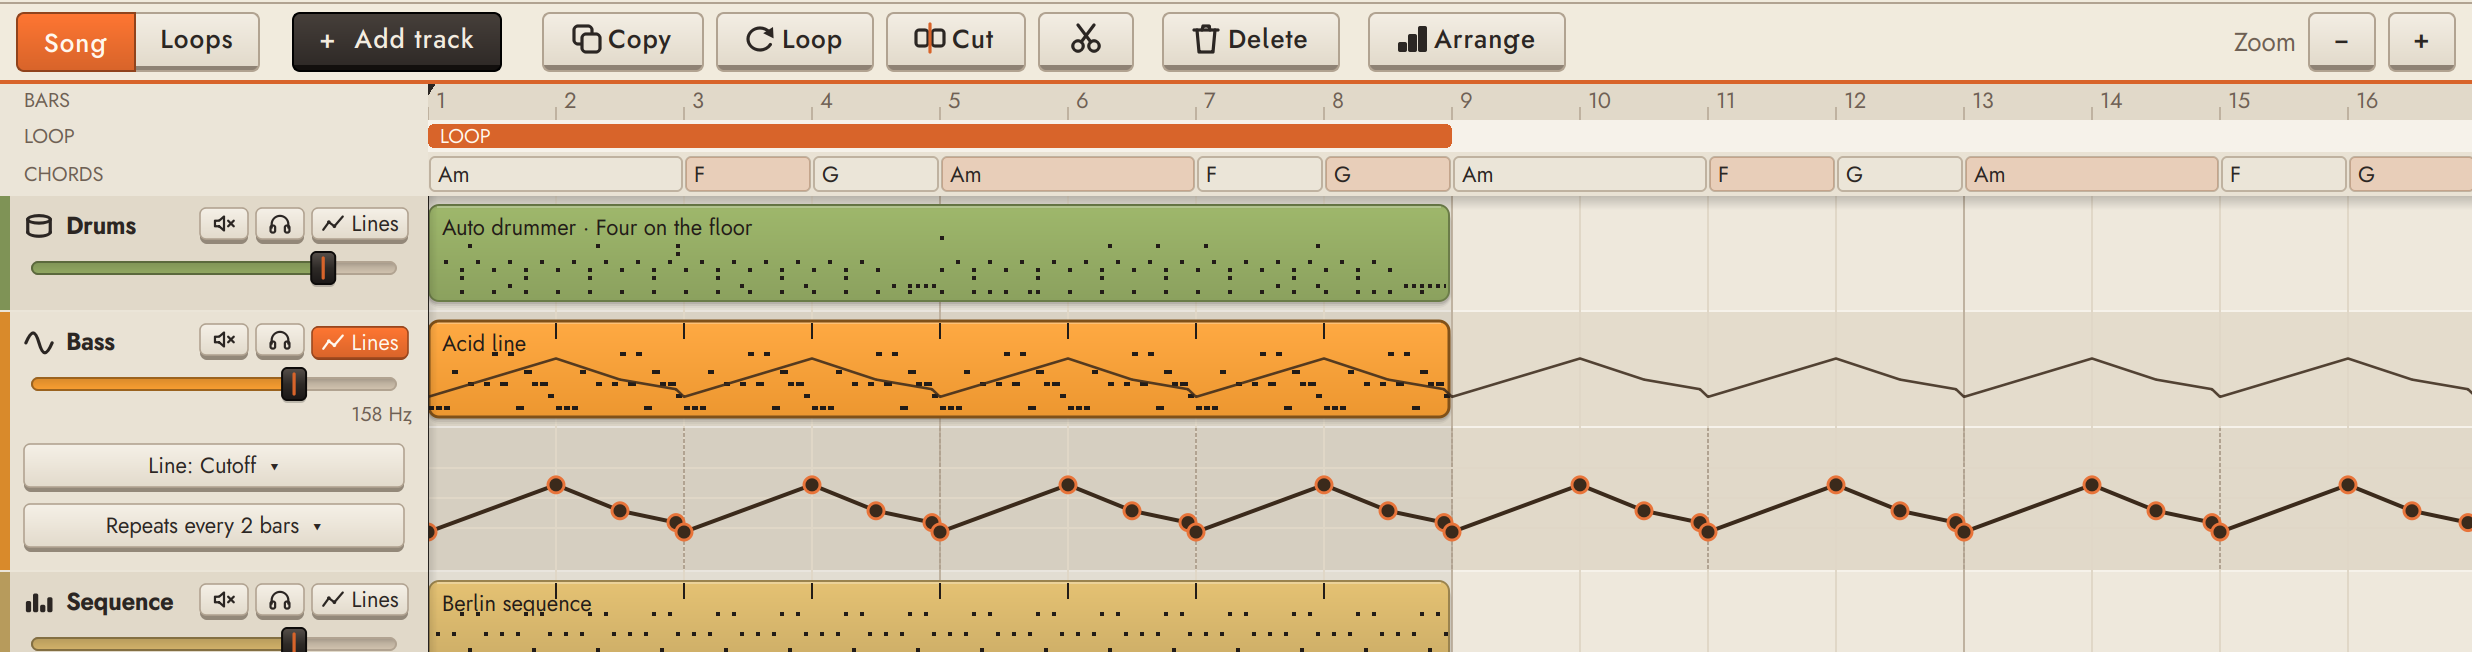 Song Loops + Add track Copy Loop Cut Delete Arrange Zoom − +
BARS 1 2 3 4 5 6 7 8 9 10 11 12 13 14 15 16
LOOP LOOP
CHORDS Am F G Am F G Am F G Am F G
Drums Lines
Auto drummer · Four on the floor
Bass Lines
Acid line
158 Hz
Line: Cutoff
Repeats every 2 bars
Sequence Lines
Berlin sequence